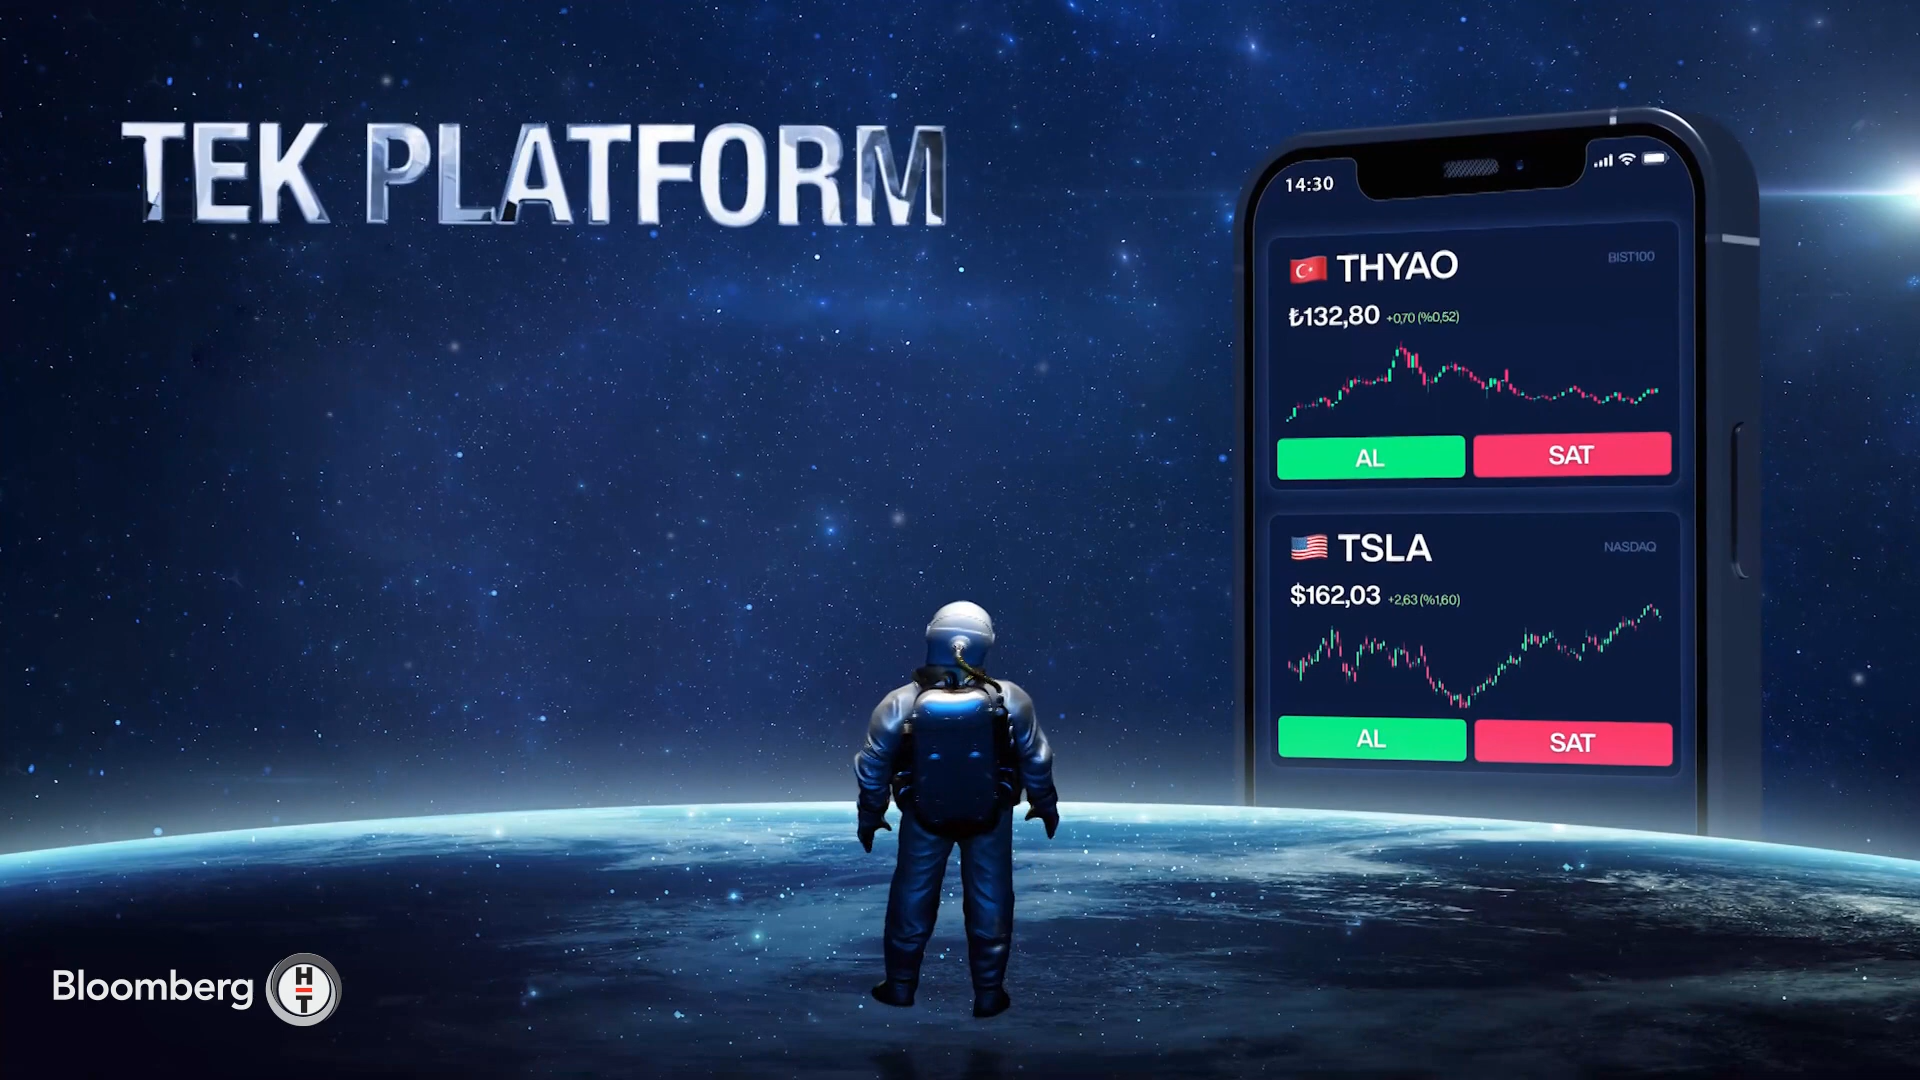 TEK PLATFORM
14:30
THYAO
BIST100
₺132,80 +0,70 (%0,52)
AL
SAT
TSLA
NASDAQ
$162,03 +2,63 (%1,60)
AL
SAT
Bloomberg
H
T